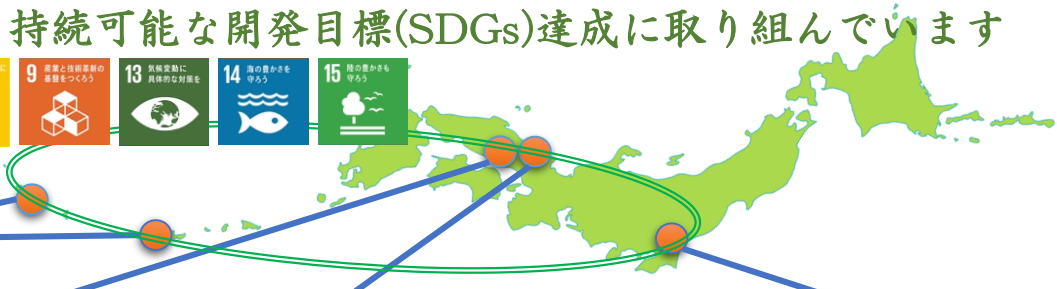 持続可能な開発目標(SDGs)達成に取り組んでいます
に
9 産業と技術革新の
基盤をつくろう
13 気候変動に
具体的な対策を
14 海の豊かさを
守ろう
15 陸の豊かさも
守ろう